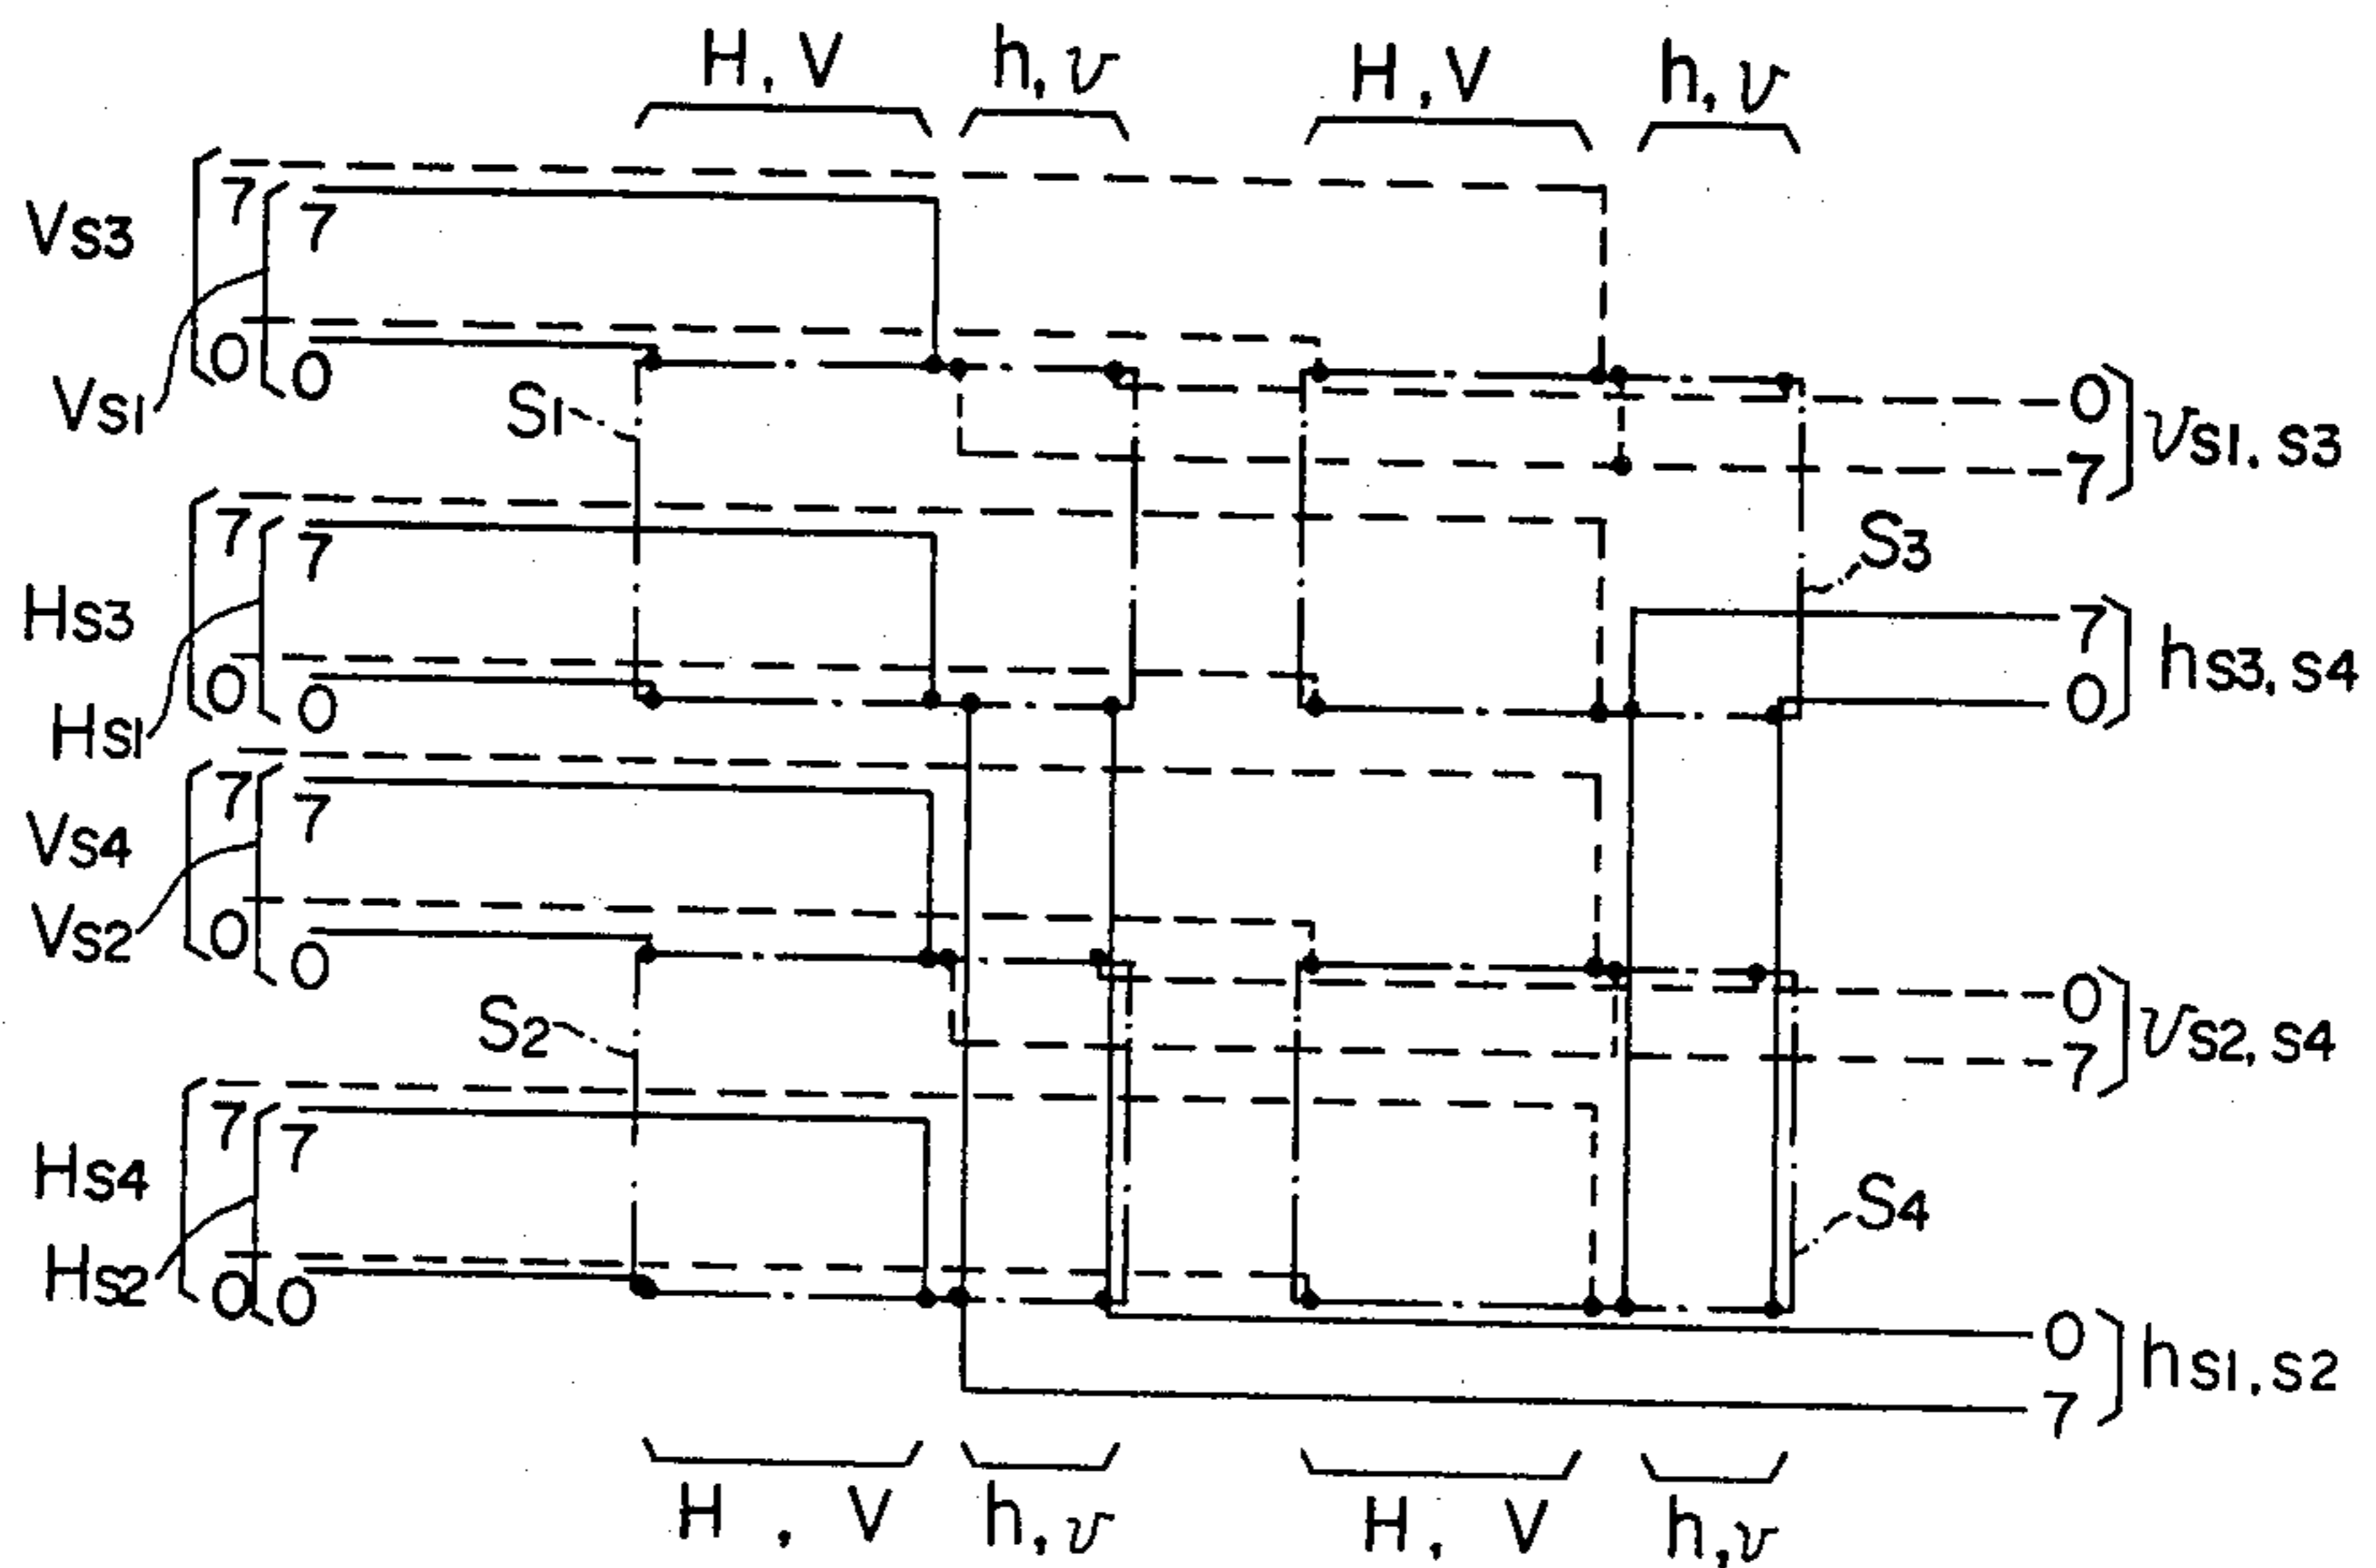 H, V h, v H, V h, v
7
7
VS3
0
0
VS1
S1
0
vS1, S3
7
7
7
S3
HS3
7
hS3, S4
0
0
0
HS1
7
7
VS4
VS2
0
0
0
S2
vS2, S4
7
7
7
HS4
S4
HS2
0
0
0
hS1, S2
7
H, V h, v H, V h, v